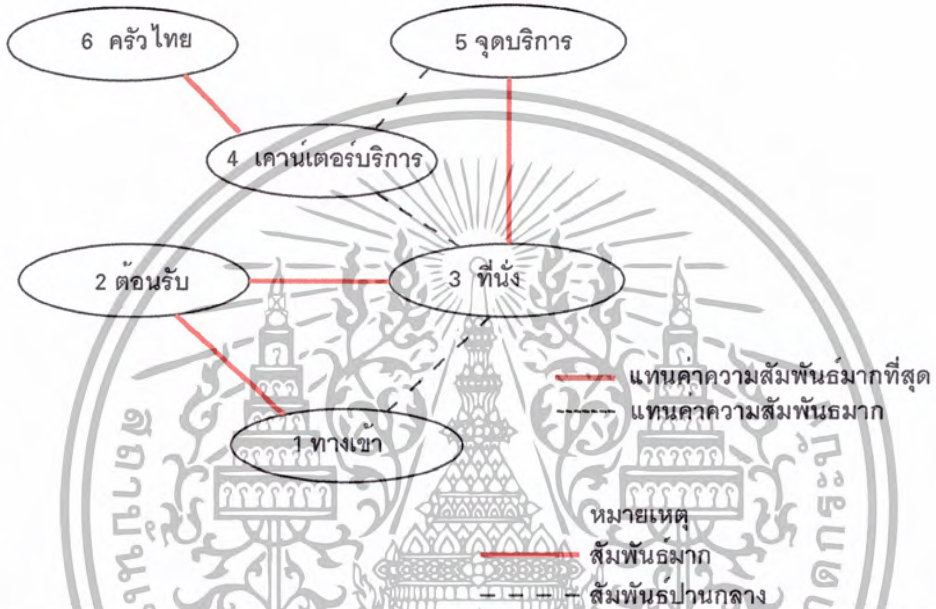 6 ครัวไทย
5 จุดบริการ
4 เคาน์เตอร์บริการ
2 ต้อนรับ
3 ที่นั่ง
1 ทางเข้า
แทนค่าความสัมพันธ์มากที่สุด
แทนค่าความสัมพันธ์มาก
หมายเหตุ
สัมพันธ์มาก
สัมพันธ์ปานกลาง